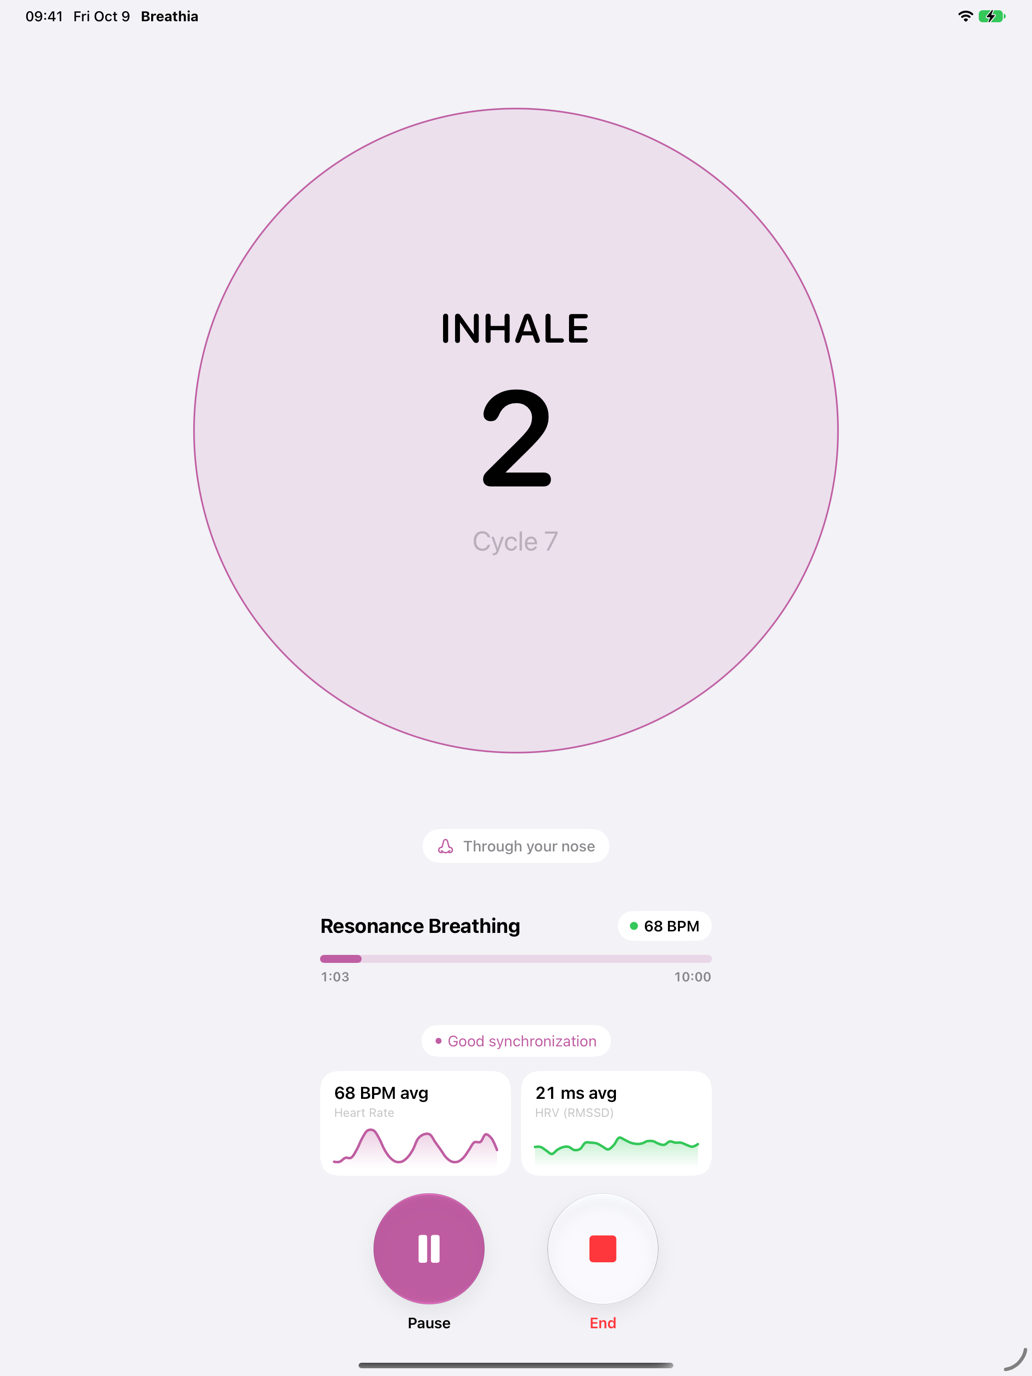 09:41 Fri Oct 9 Breathia
INHALE
2
Cycle 7
Through your nose
Resonance Breathing
68 BPM
1:03
10:00
Good synchronization
68 BPM avg
Heart Rate
21 ms avg
HRV (RMSSD)
Pause
End